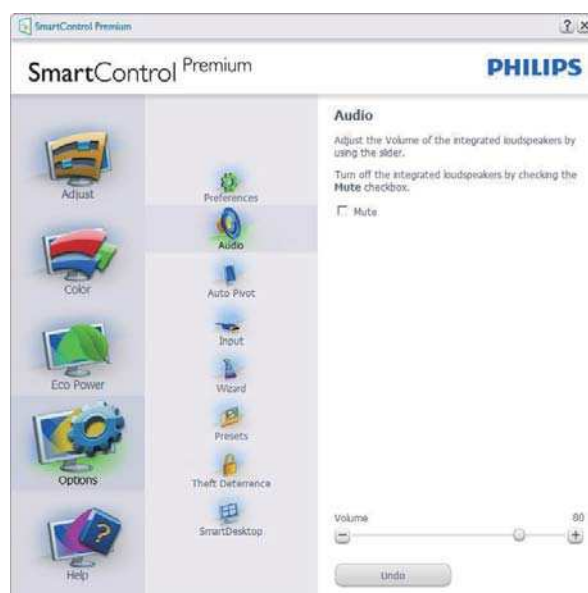 SmartControl Premium
SmartControl Premium
PHILIPS
Adjust
Color
Eco Power
Options
Help
Preferences
Audio
Auto Pivot
Input
Wizard
Presets
Theft Deterrence
SmartDesktop
Audio
Adjust the Volume of the integrated loudspeakers by
using the slider.
Turn off the integrated loudspeakers by checking the
Mute checkbox.
Mute
Volume
80
Undo